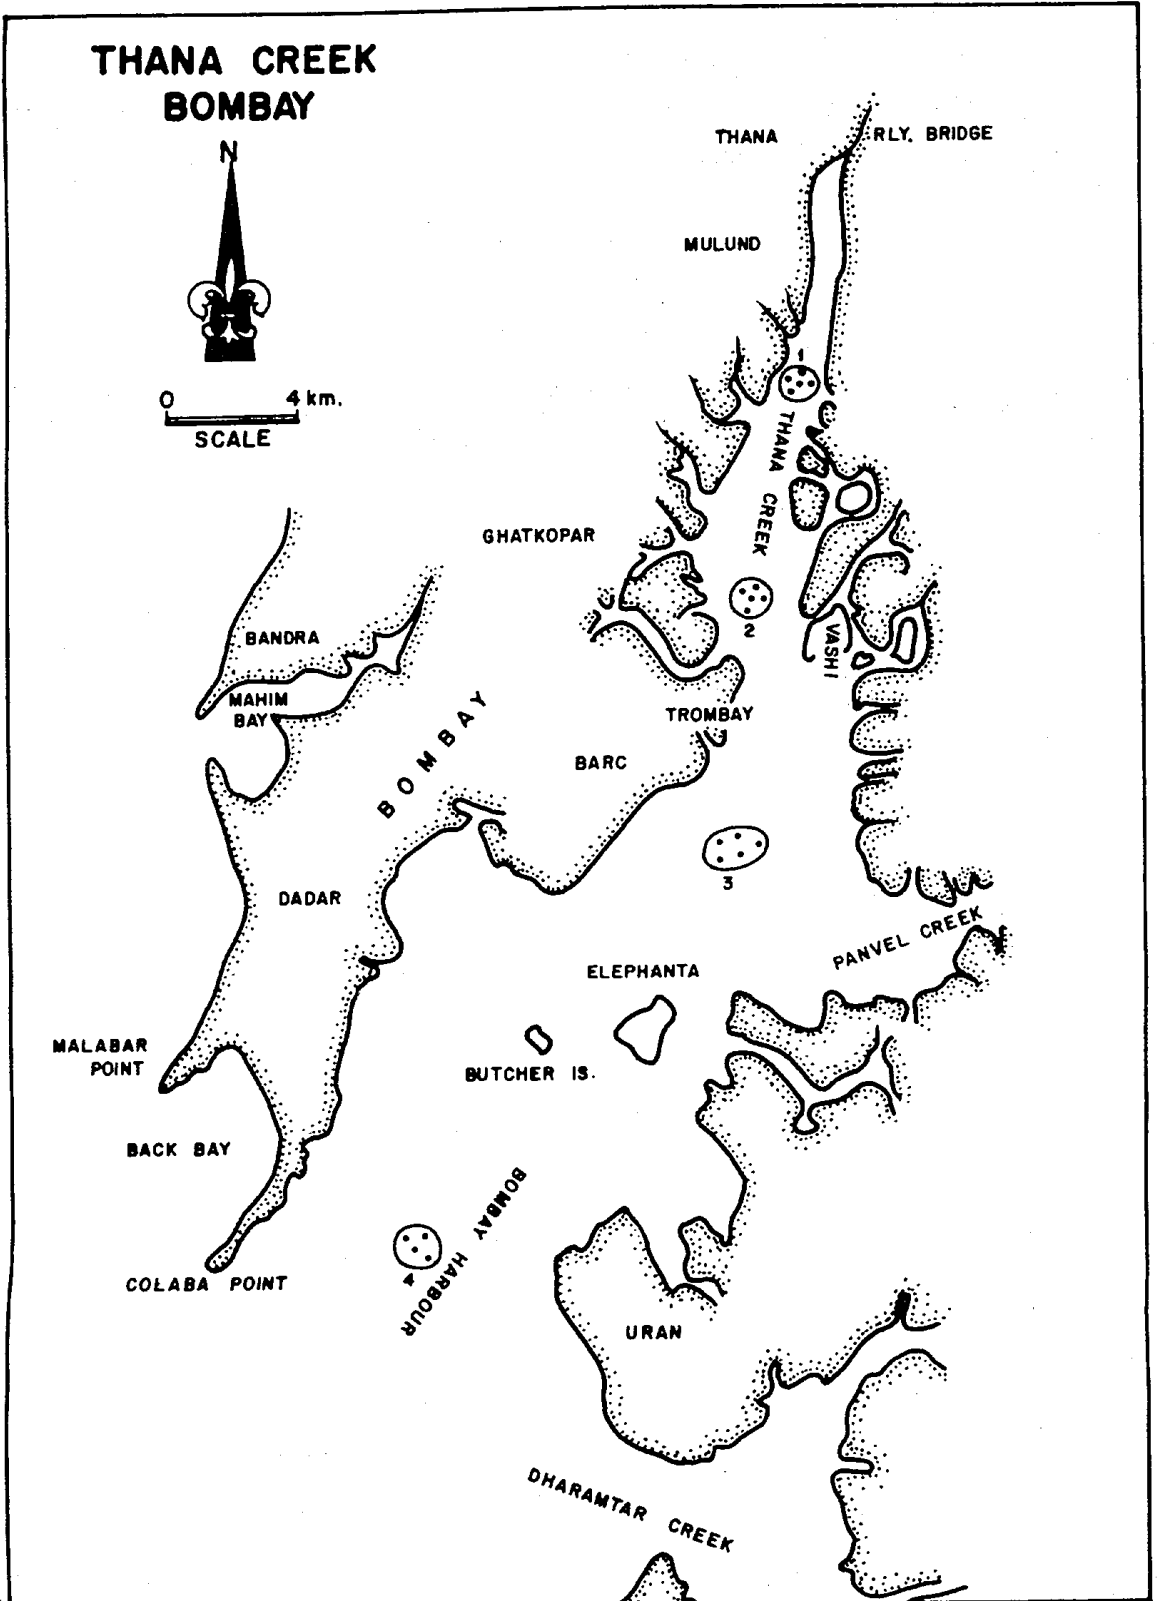 THANA CREEK
BOMBAY
N
THANA
RLY. BRIDGE
MULUND
0 4 km.
SCALE
1
THANA CREEK
GHATKOPAR
2
BANDRA
VASHI
MAHIM
BAY
TROMBAY
BOMBAY
BARC
3
DADAR
PANVEL CREEK
ELEPHANTA
MALABAR
POINT
BUTCHER IS.
BACK BAY
BOMBAY HARBOUR
4
COLABA POINT
URAN
DHARAMTAR CREEK